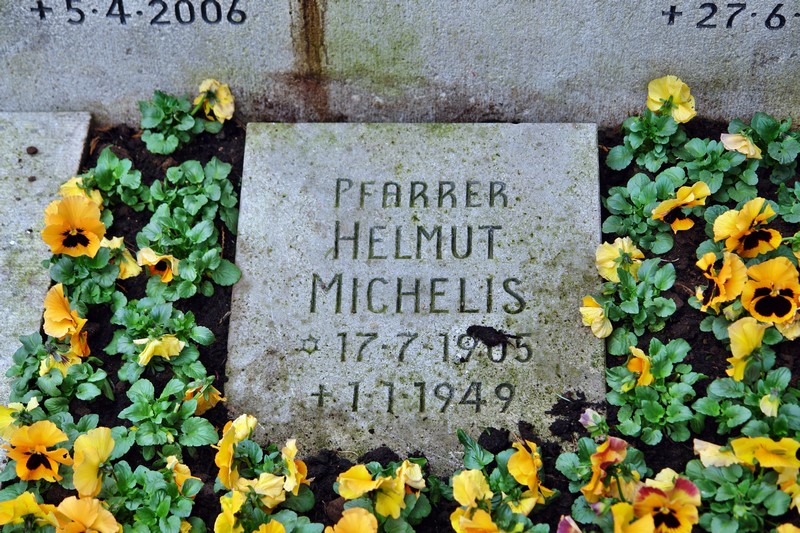 + 5·4·2006
+ 27·6·
PFARRER
HELMUT
MICHELIS
☆ 17·7·1905
+ 1·1·1949